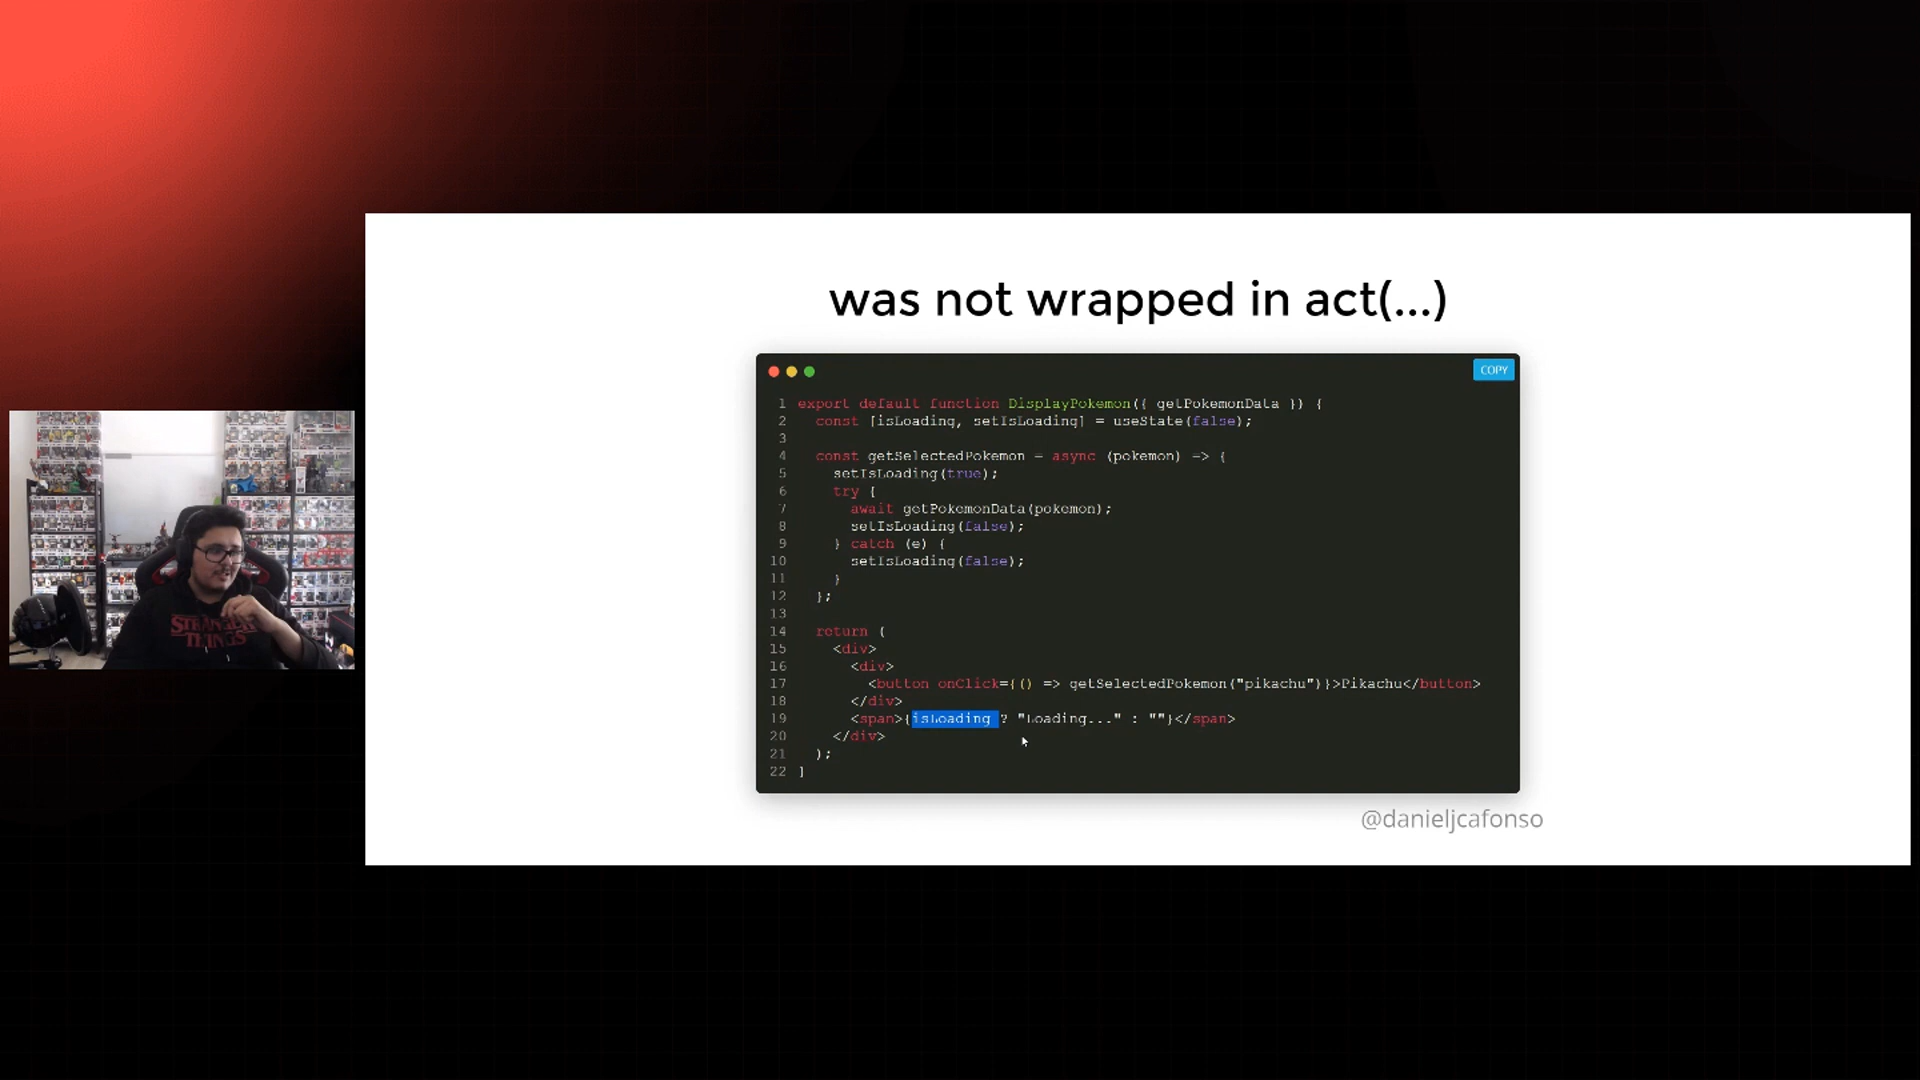 was not wrapped in act(...)
COPY
1 export default function DisplayPokemon({ getPokemonData }) {
2 const [isLoading, setIsLoading] = useState(false);
3
4 const getSelectedPokemon = async (pokemon) => {
5 setIsLoading(true);
6 try {
7 await getPokemonData(pokemon);
8 setIsLoading(false);
9 } catch (e) {
10 setIsLoading(false);
11 }
12 };
13
14 return (
15 <div>
16 <div>
17 <button onClick={() => getSelectedPokemon("pikachu")}>Pikachu</button>
18 </div>
19 <span>{isLoading ? "Loading..." : ""}</span>
20 </div>
21 );
22 }
@danieljcafonso
STRANGER
THINGS